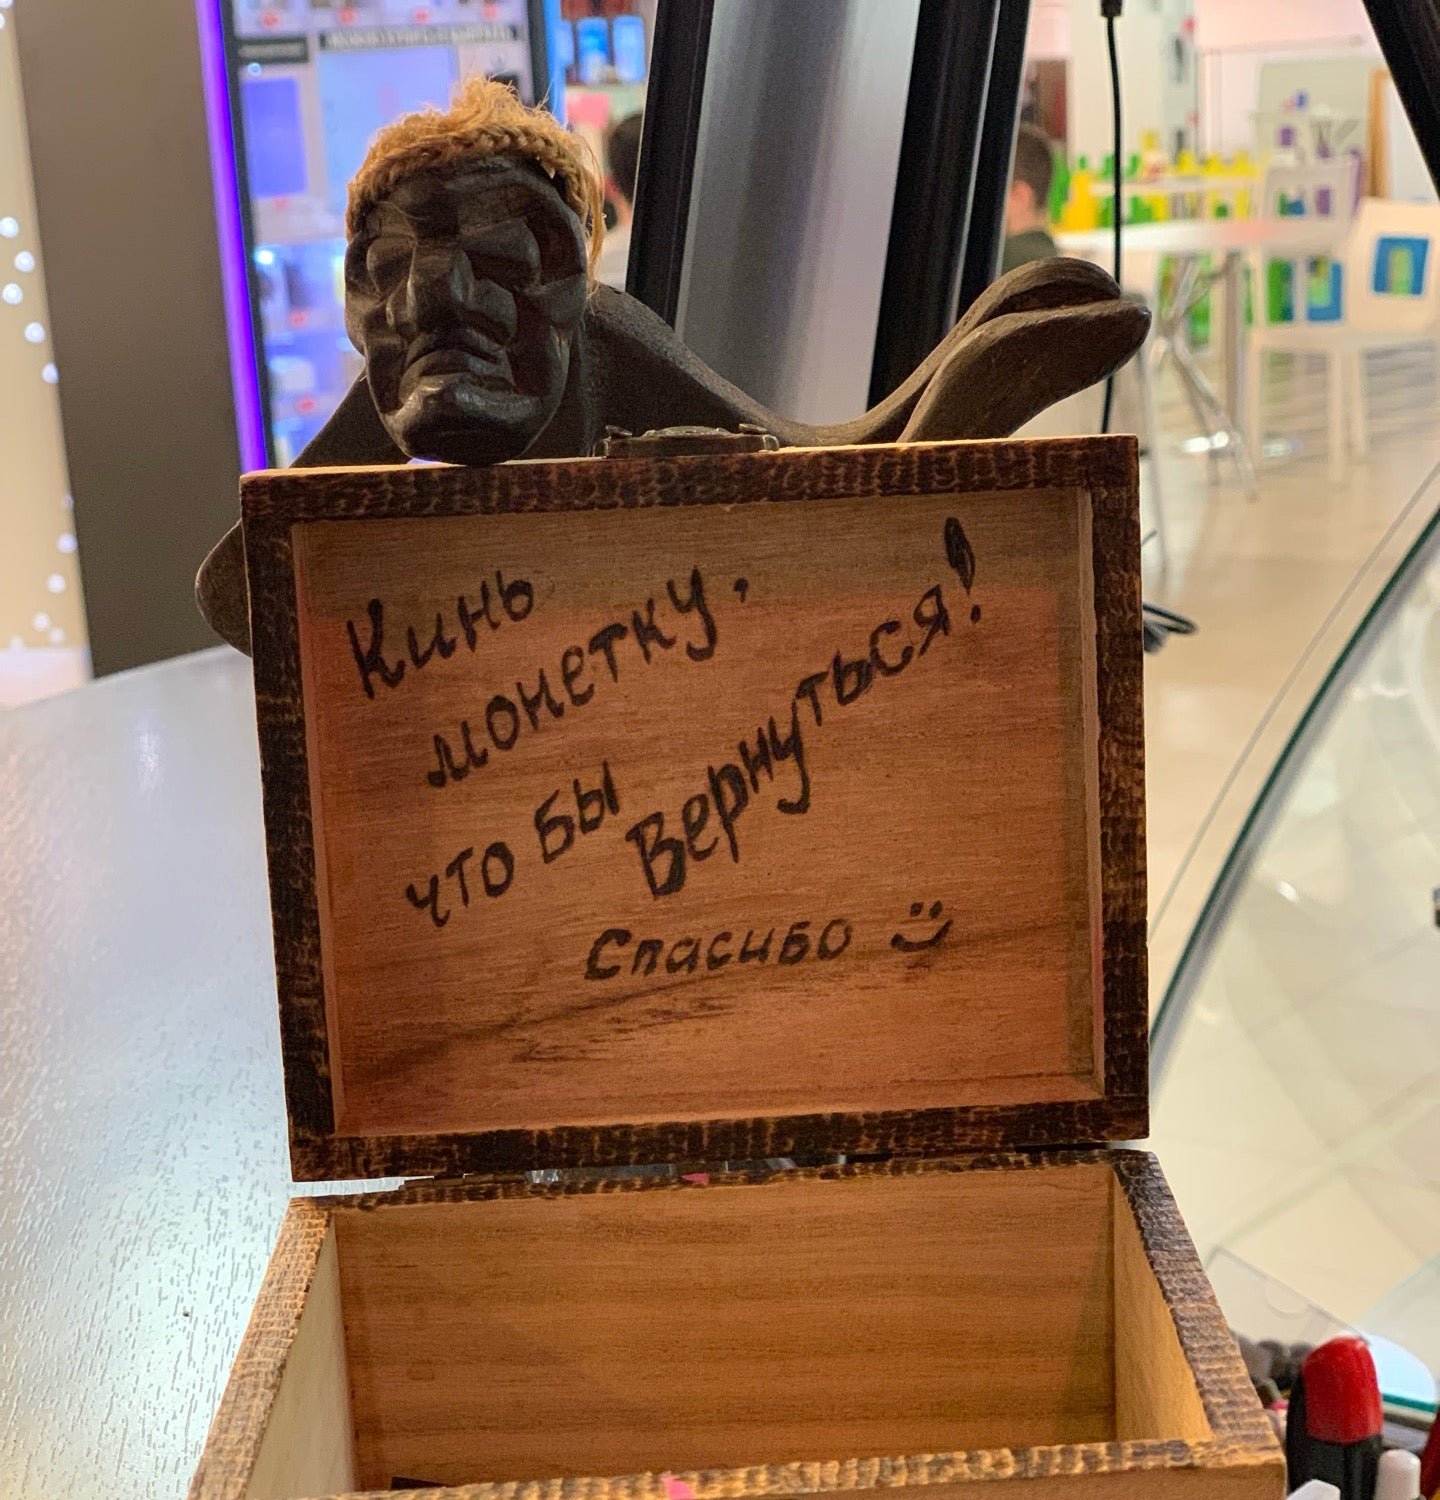 Кинь
монетку,
что бы
Вернуться!
Спасибо